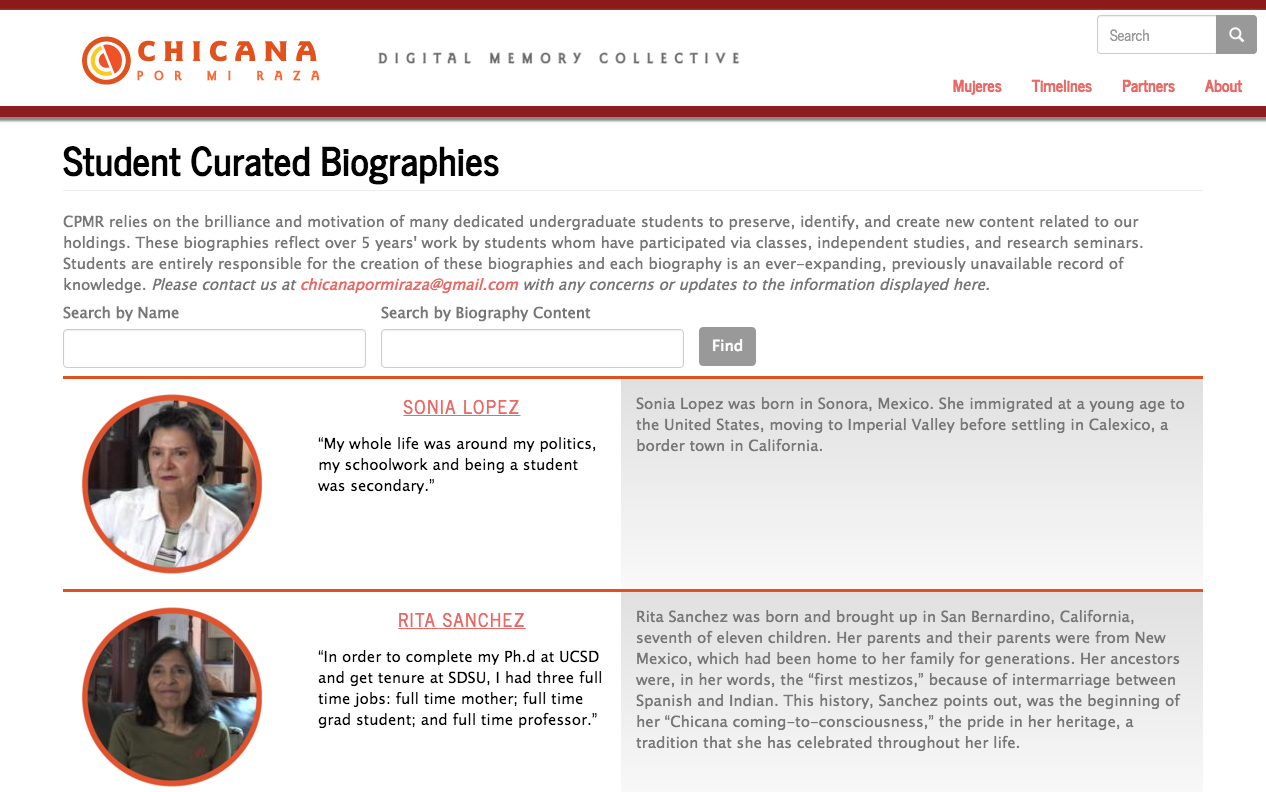 CHICANA
POR MI RAZA
DIGITAL MEMORY COLLECTIVE
Search
Mujeres Timelines Partners About
Student Curated Biographies
CPMR relies on the brilliance and motivation of many dedicated undergraduate students to preserve, identify, and create new content related to our
holdings. These biographies reflect over 5 years' work by students whom have participated via classes, independent studies, and research seminars.
Students are entirely responsible for the creation of these biographies and each biography is an ever-expanding, previously unavailable record of
knowledge. Please contact us at chicanapormiraza@gmail.com with any concerns or updates to the information displayed here.
Search by Name
Search by Biography Content
Find
SONIA LOPEZ
“My whole life was around my politics,
my schoolwork and being a student
was secondary.”
Sonia Lopez was born in Sonora, Mexico. She immigrated at a young age to
the United States, moving to Imperial Valley before settling in Calexico, a
border town in California.
RITA SANCHEZ
“In order to complete my Ph.d at UCSD
and get tenure at SDSU, I had three full
time jobs: full time mother; full time
grad student; and full time professor.”
Rita Sanchez was born and brought up in San Bernardino, California,
seventh of eleven children. Her parents and their parents were from New
Mexico, which had been home to her family for generations. Her ancestors
were, in her words, the “first mestizos,” because of intermarriage between
Spanish and Indian. This history, Sanchez points out, was the beginning of
her “Chicana coming-to-consciousness,” the pride in her heritage, a
tradition that she has celebrated throughout her life.